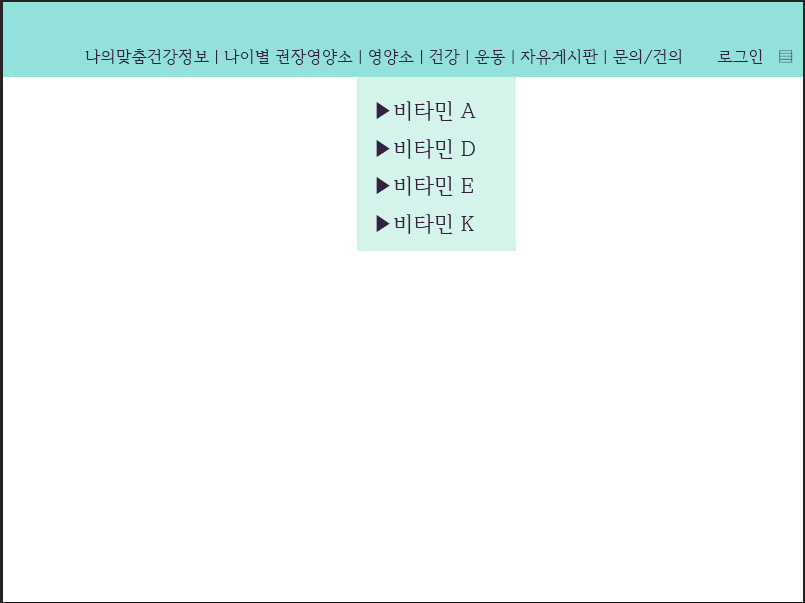 나의맞춤건강정보 | 나이별 권장영양소 | 영양소 | 건강 | 운동 | 자유게시판 | 문의/건의 로그인 ▤
▶비타민 A
▶비타민 D
▶비타민 E
▶비타민 K